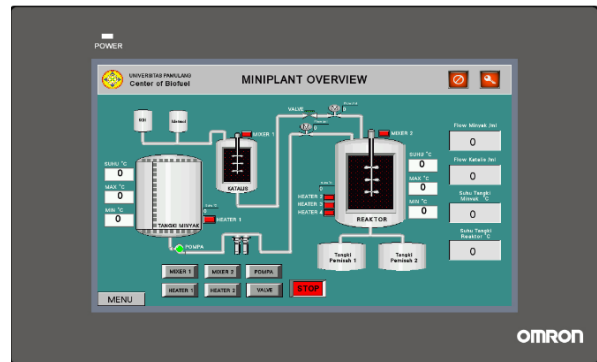 POWER
UNIVERSITAS PAMULANG
Center of Biofuel
MINIPLANT OVERVIEW
VALVE
Metanol
MIXER 1
MIXER 2
Flow Minyak /ml
0
SUHU °C
0
MAX °C
0
MIN °C
0
KATALIS
TANGKI MINYAK
HEATER 1
HEATER 2
HEATER 3
HEATER 4
REAKTOR
SUHU °C
0
MAX °C
0
MIN °C
0
Flow Katalis /ml
0
Suhu Tangki
Minyak °C
0
Suhu Tangki
Reaktor °C
0
POMPA
Tangki
Pemisah 1
Tangki
Pemisah 2
MIXER 1
MIXER 2
POMPA
HEATER 1
HEATER 2
VALVE
STOP
MENU
OMRON